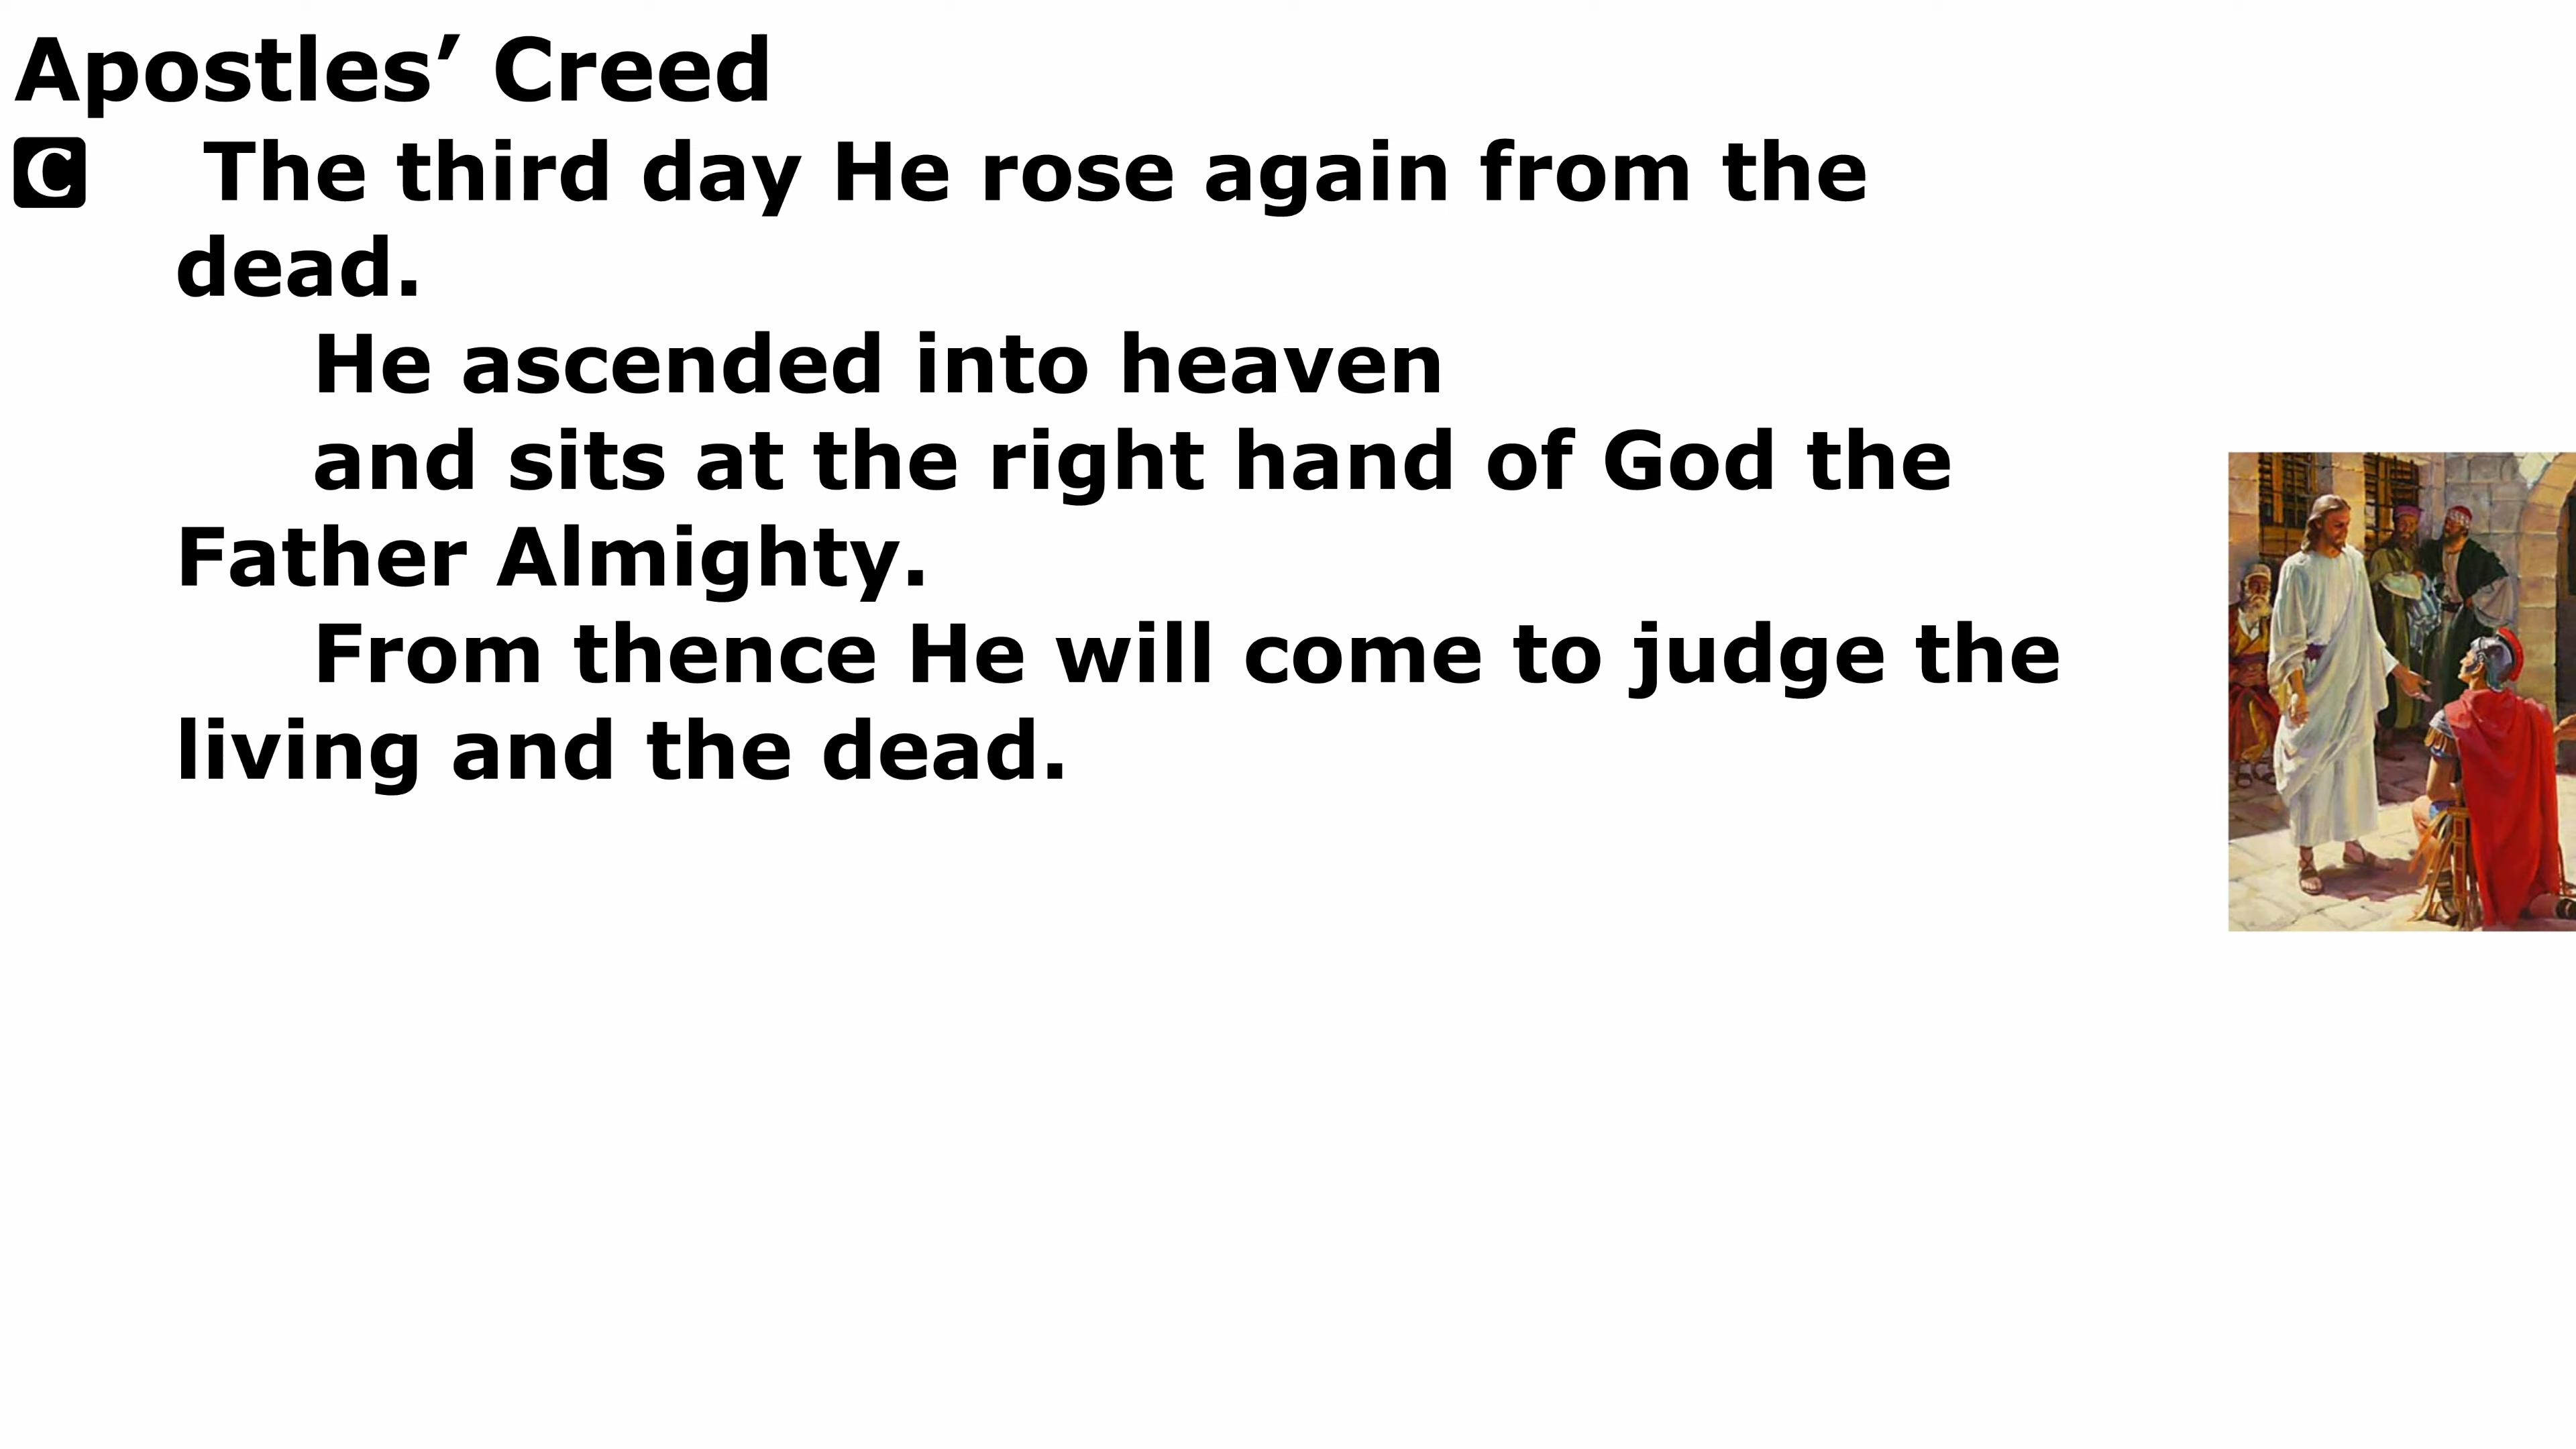 Apostles’ Creed
C The third day He rose again from the
dead.
He ascended into heaven
and sits at the right hand of God the
Father Almighty.
From thence He will come to judge the
living and the dead.